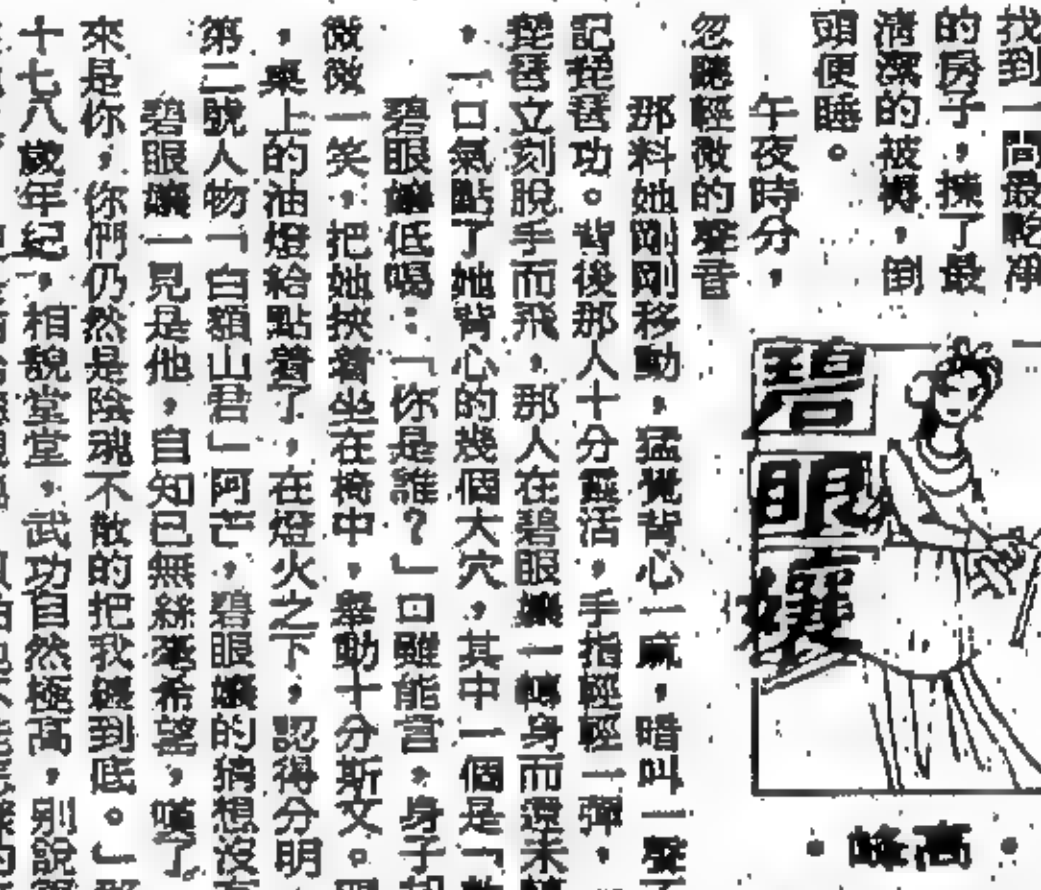 找到一間最乾淨
的房子，揀了最
清潔的被褥，倒
頭便睡。
午夜時分，
忽聽輕微的聲音
碧眼孃
•高峰•
那料她剛剛移動，猛覺背心一麻，暗叫一聲
記琵琶功。背後那人十分靈活，手指輕輕一彈，
琵琶立刻脫手而飛，那人在碧眼孃一轉身而還未
，一口氣點了她背心的幾個大穴，其中一個是「
碧眼孃低喝：「你是誰？」口雖能言，身子
微微一笑，把她挾着坐在椅中，舉動十分斯文。
，桌上的油燈給點着了，在燈火之下，認得分明
第二號人物「白額山君」阿芒，碧眼孃的猜想沒
碧眼孃一見是他，自知已無絲毫希望，嘆了
來是你，你們仍然是陰魂不散的把我纏到底。」
十七八歲年紀，相貌堂堂，武功自然極高，別說